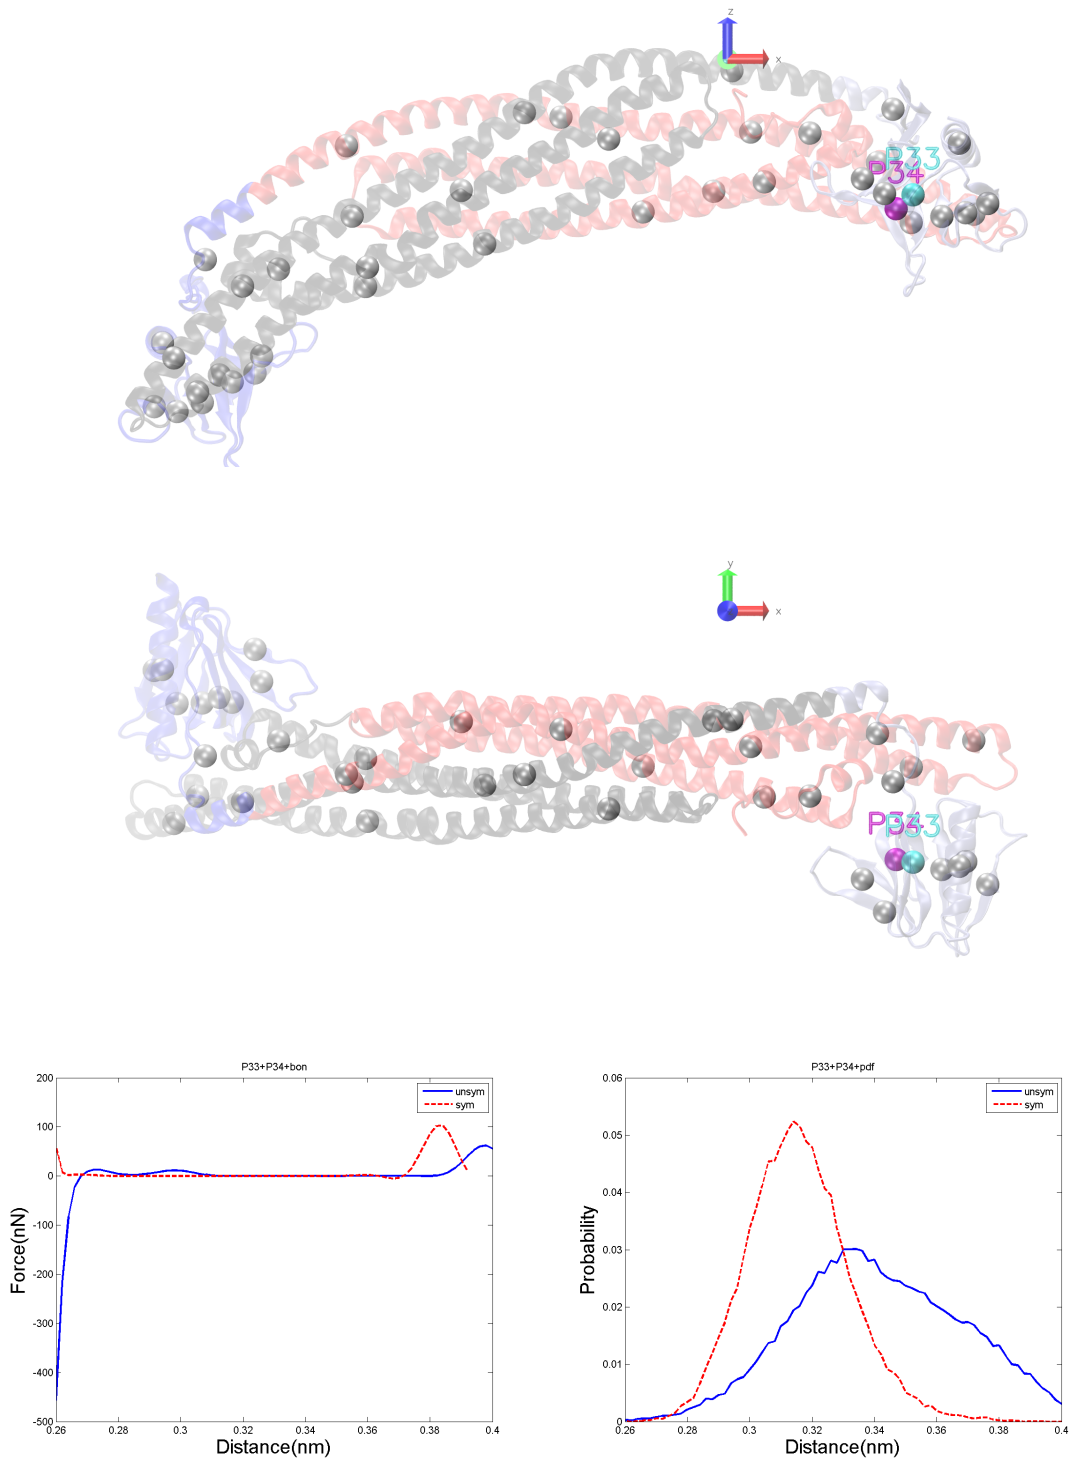 z
x
P33
P34
y
x
P34
P33
P33+P34+bon
200
100
0
-100
-200
-300
-400
-500
0.26
0.28
0.3
0.32
0.34
0.36
0.38
0.4
Force(nN)
Distance(nm)
unsym
sym
P33+P34+pdf
0.06
0.05
0.04
0.03
0.02
0.01
0
0.26
0.28
0.3
0.32
0.34
0.36
0.38
0.4
Probability
Distance(nm)
unsym
sym